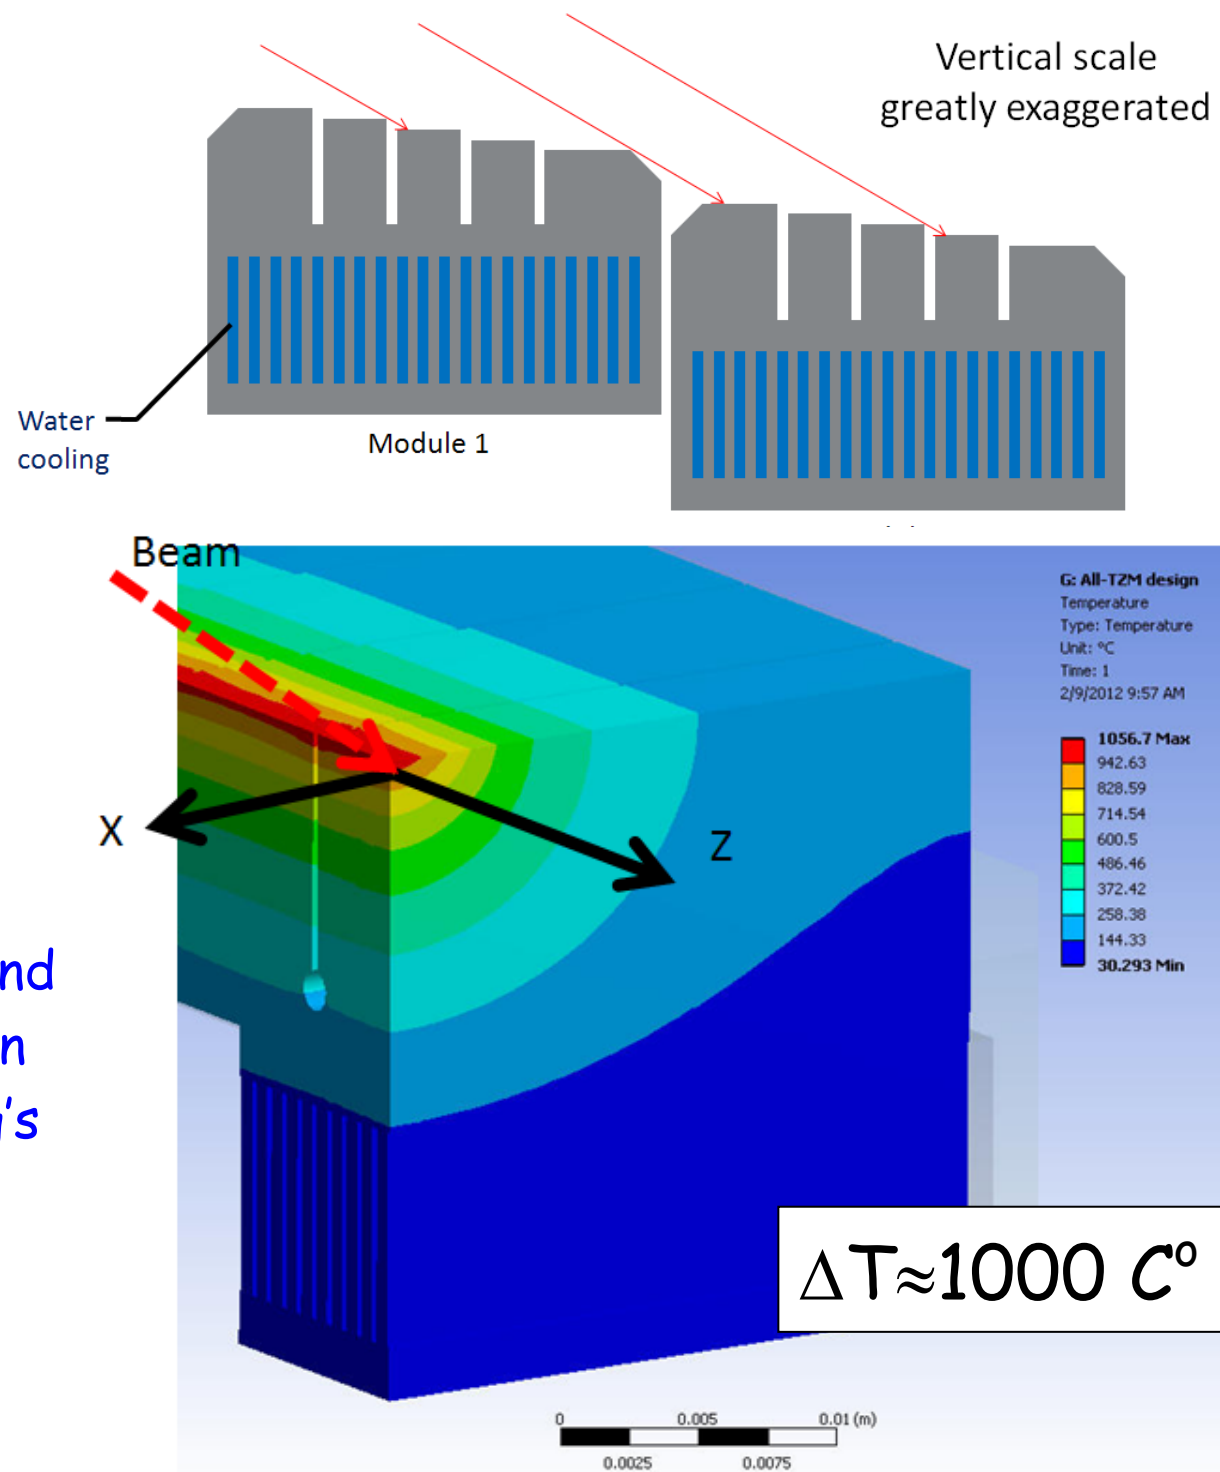 Vertical scale
greatly exaggerated
Water
cooling
Module 1
Beam
X
Z
G: All-TZM design
Temperature
Type: Temperature
Unit: °C
Time: 1
2/9/2012 9:57 AM
1056.7 Max
942.63
828.59
714.54
600.5
486.46
372.42
258.38
144.33
30.293 Min
nd
n
's
ΔT≈1000 Cº
0
0.005
0.01 (m)
0.0025
0.0075